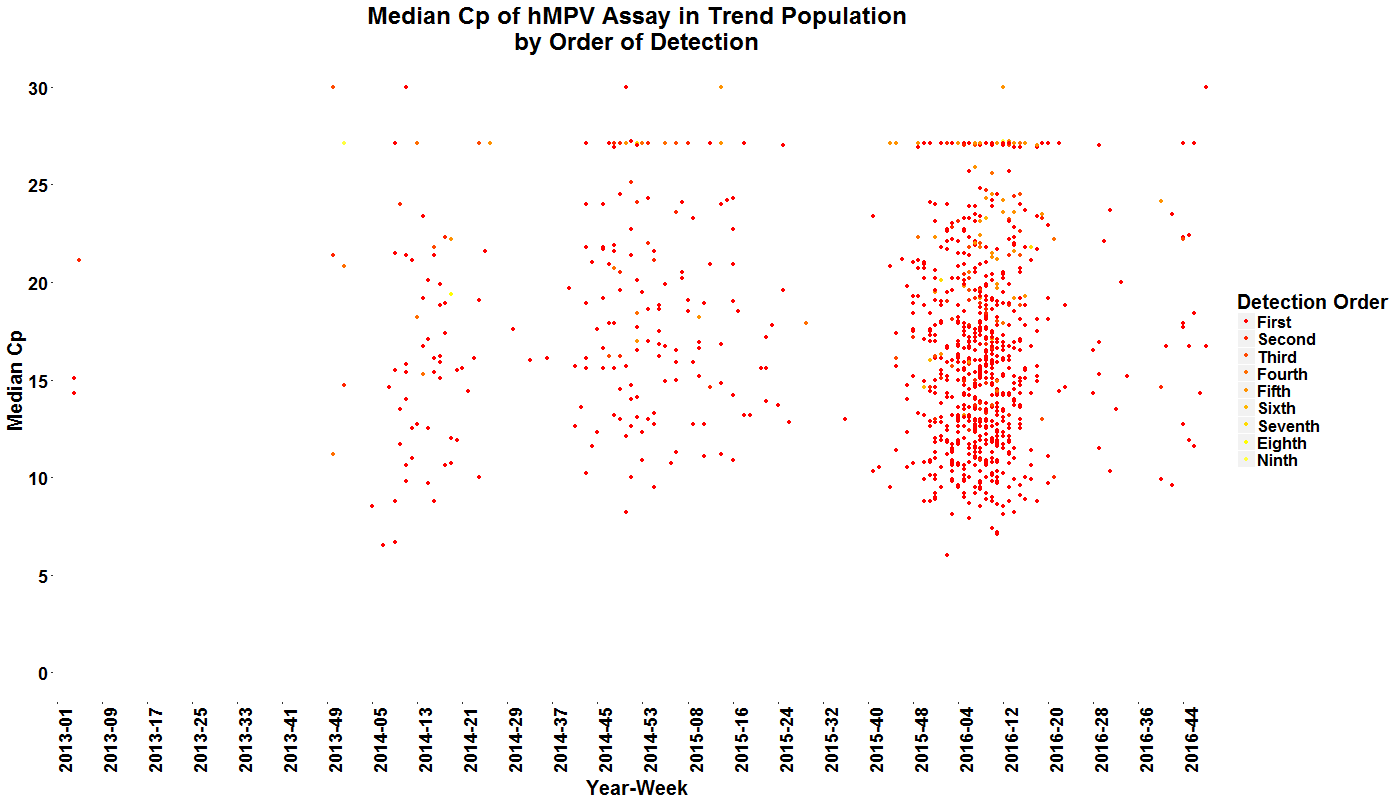 Median Cp of hMPV Assay in Trend Population
by Order of Detection
Median Cp
30
25
20
15
10
5
0
2013-01
2013-09
2013-17
2013-25
2013-33
2013-41
2013-49
2014-05
2014-13
2014-21
2014-29
2014-37
2014-45
2014-53
2015-08
2015-16
2015-24
2015-32
2015-40
2015-48
2016-04
2016-12
2016-20
2016-28
2016-36
2016-44
Year-Week
Detection Order
First
Second
Third
Fourth
Fifth
Sixth
Seventh
Eighth
Ninth